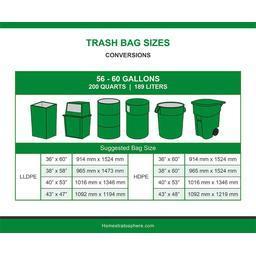 TRASH BAG SIZES
CONVERSIONS
56 - 60 GALLONS
200 QUARTS | 189 LITERS
Suggested Bag Size
LLDPE
36" x 60" 914 mm x 1524 mm
38" x 58" 965 mm x 1473 mm
40" x 53" 1016 mm x 1346 mm
43" x 47" 1092 mm x 1194 mm
HDPE
36" x 60" 914 mm x 1524 mm
38" x 60" 965 mm x 1524 mm
40" x 53" 1016 mm x 1346 mm
43" x 48" 1092 mm x 1219 mm
Homestratosphere.com